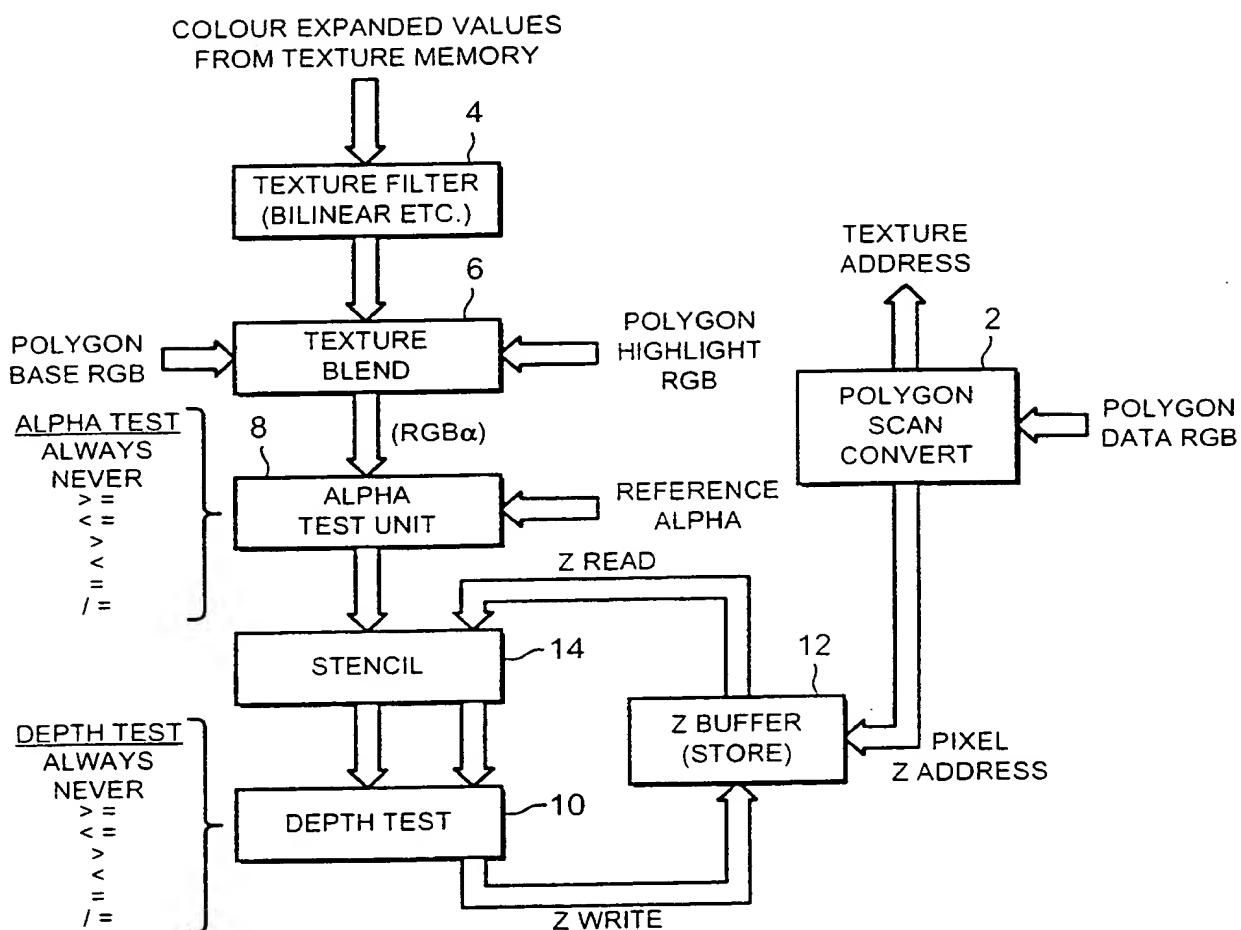 COLOUR EXPANDED VALUES
FROM TEXTURE MEMORY
4
TEXTURE FILTER
(BILINEAR ETC.)
6
POLYGON
BASE RGB
TEXTURE
BLEND
POLYGON
HIGHLIGHT
RGB
TEXTURE
ADDRESS
2
POLYGON
SCAN
CONVERT
POLYGON
DATA RGB
(RGBα)
ALPHA TEST
ALWAYS
NEVER
> =
< =
>
<
=
/ =
8
ALPHA
TEST UNIT
REFERENCE
ALPHA
Z READ
STENCIL
14
12
Z BUFFER
(STORE)
PIXEL
Z ADDRESS
DEPTH TEST
ALWAYS
NEVER
> =
< =
>
<
=
/ =
DEPTH TEST
10
Z WRITE